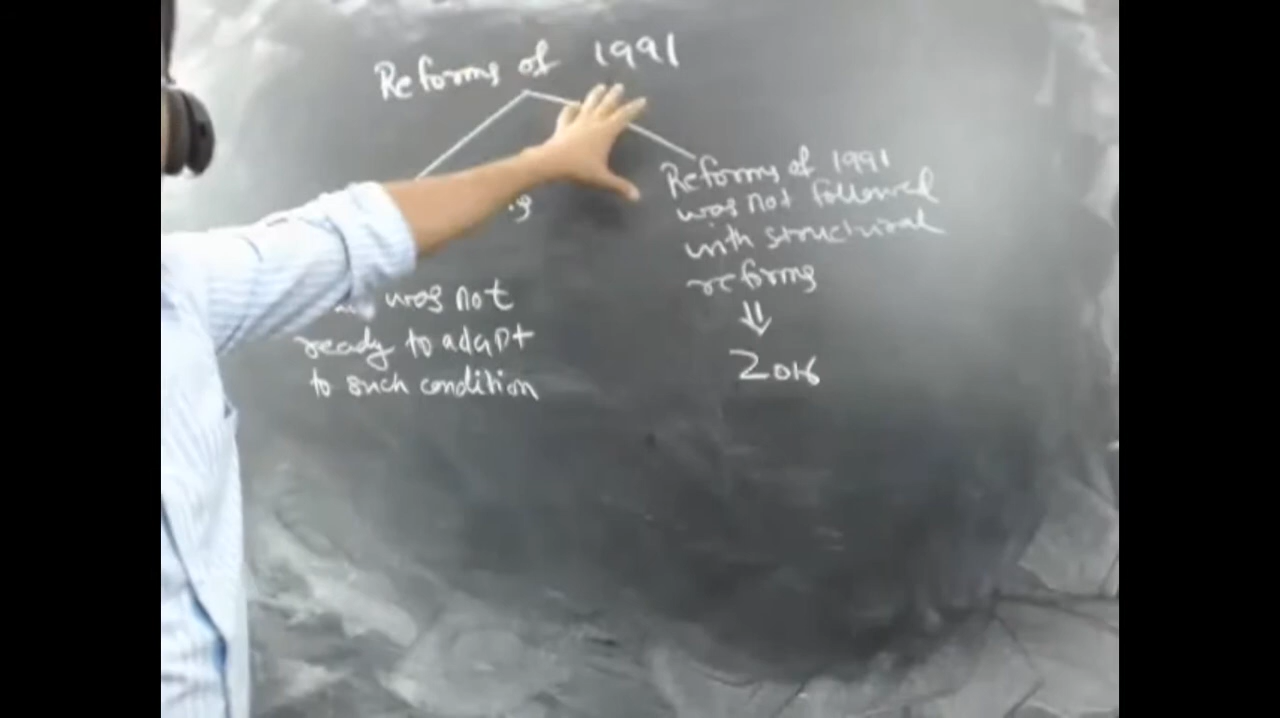 Reforms of 1991
was not
ready to adapt
to such condition
Reforms of 1991
was not followed
with structural
reforms
⇓
2016